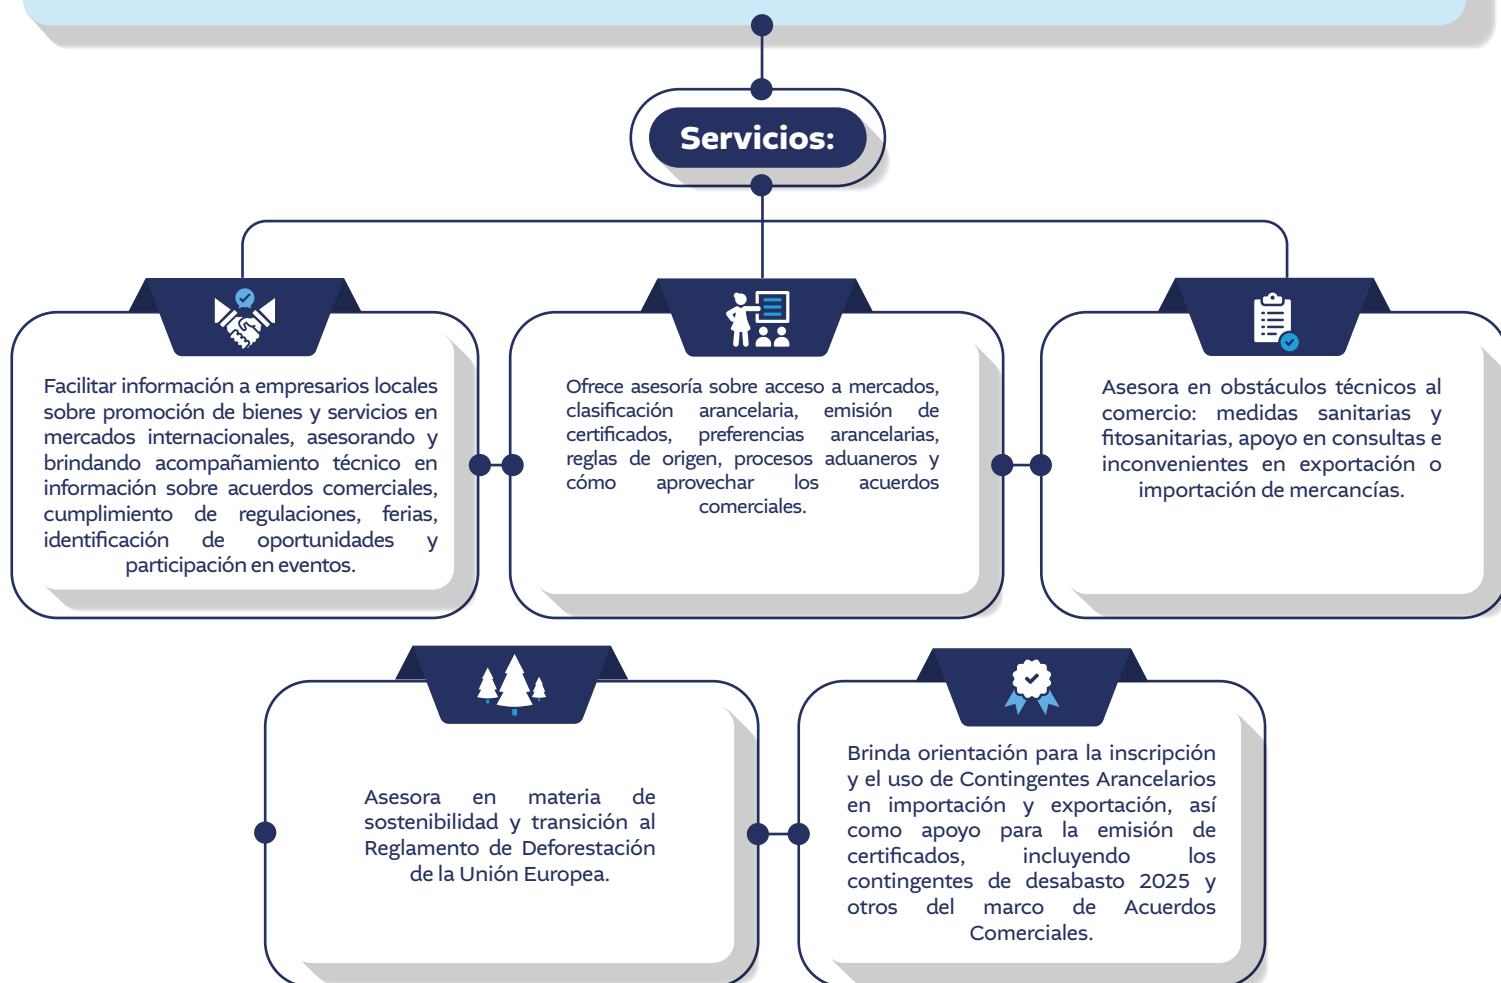 Servicios:
Facilitar información a empresarios locales
sobre promoción de bienes y servicios en
mercados internacionales, asesorando y
brindando acompañamiento técnico en
información sobre acuerdos comerciales,
cumplimiento de regulaciones, ferias,
identificación de oportunidades y
participación en eventos.
Ofrece asesoría sobre acceso a mercados,
clasificación arancelaria, emisión de
certificados, preferencias arancelarias,
reglas de origen, procesos aduaneros y
cómo aprovechar los acuerdos
comerciales.
Asesora en obstáculos técnicos al
comercio: medidas sanitarias y
fitosanitarias, apoyo en consultas e
inconvenientes en exportación o
importación de mercancías.
Asesora en materia de
sostenibilidad y transición al
Reglamento de Deforestación
de la Unión Europea.
Brinda orientación para la inscripción
y el uso de Contingentes Arancelarios
en importación y exportación, así
como apoyo para la emisión de
certificados, incluyendo los
contingentes de desabasto 2025 y
otros del marco de Acuerdos
Comerciales.